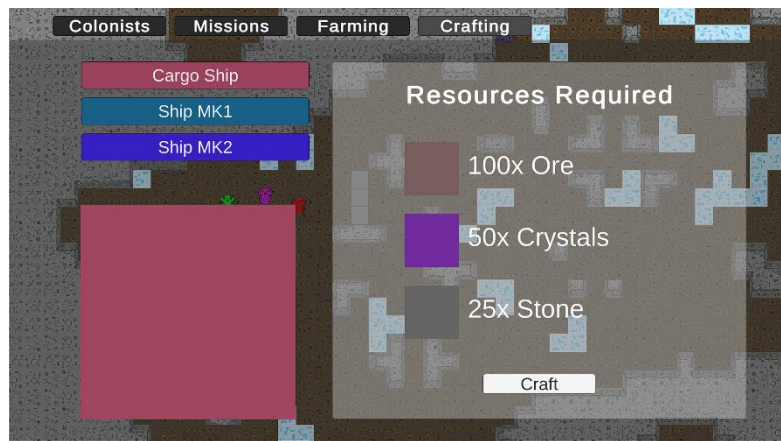 Colonists Missions Farming Crafting
Cargo Ship
Ship MK1
Ship MK2
Resources Required
100x Ore
50x Crystals
25x Stone
Craft